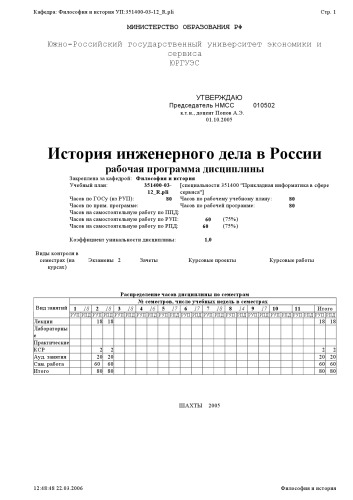 Кафедра: Философия и история УП:351400-03-12_R.pli Стр. 1
МИНИСТЕРСТВО ОБРАЗОВАНИЯ РФ
Южно-Российский государственный университет экономики и
сервиса
ЮРГУЭС
УТВЕРЖДАЮ
Председатель НМСС 010502
к.т.н., доцент Попов А.Э.
01.10.2005
История инженерного дела в России
рабочая программа дисциплины
Закреплена за кафедрой: Философия и истории
Учебный план: 351400-03- [специальности 351400 "Прикладная информатика в сфере
12_R.pli сервиса"]
Часов по ГОСу (из РУП): 80 Часов по рабочему учебному плану: 80
Часов по прим. программе: Часов по рабочей программе: 80
Часов на самостоятельную работу по ППД:
Часов на самостоятельную работу по РУП: 60 (75%)
Часов на самостоятельную работу по РПД: 60 (75%)
Коэффициент уникальности дисциплины: 1.0
Виды контроля в
семестрах (на Экзамены 2 Зачеты Курсовые проекты Курсовые работы
курсах)
Распределение часов дисциплины по семестрам
№ семестров, число учебных недель в семестрах
Вид занятий 1 2 3 4 5 6 7 8 9 10 11 Итого
Лекции 18 18 18 18
Лабораторны
е
Практические
КСР 2 2 2 2
Ауд. занятия 20 20 20 20
Сам. работа 60 60 60 60
Итого 80 80 80 80
ШАХТЫ 2005
12:48:48 22.03.2006 Философия и истории